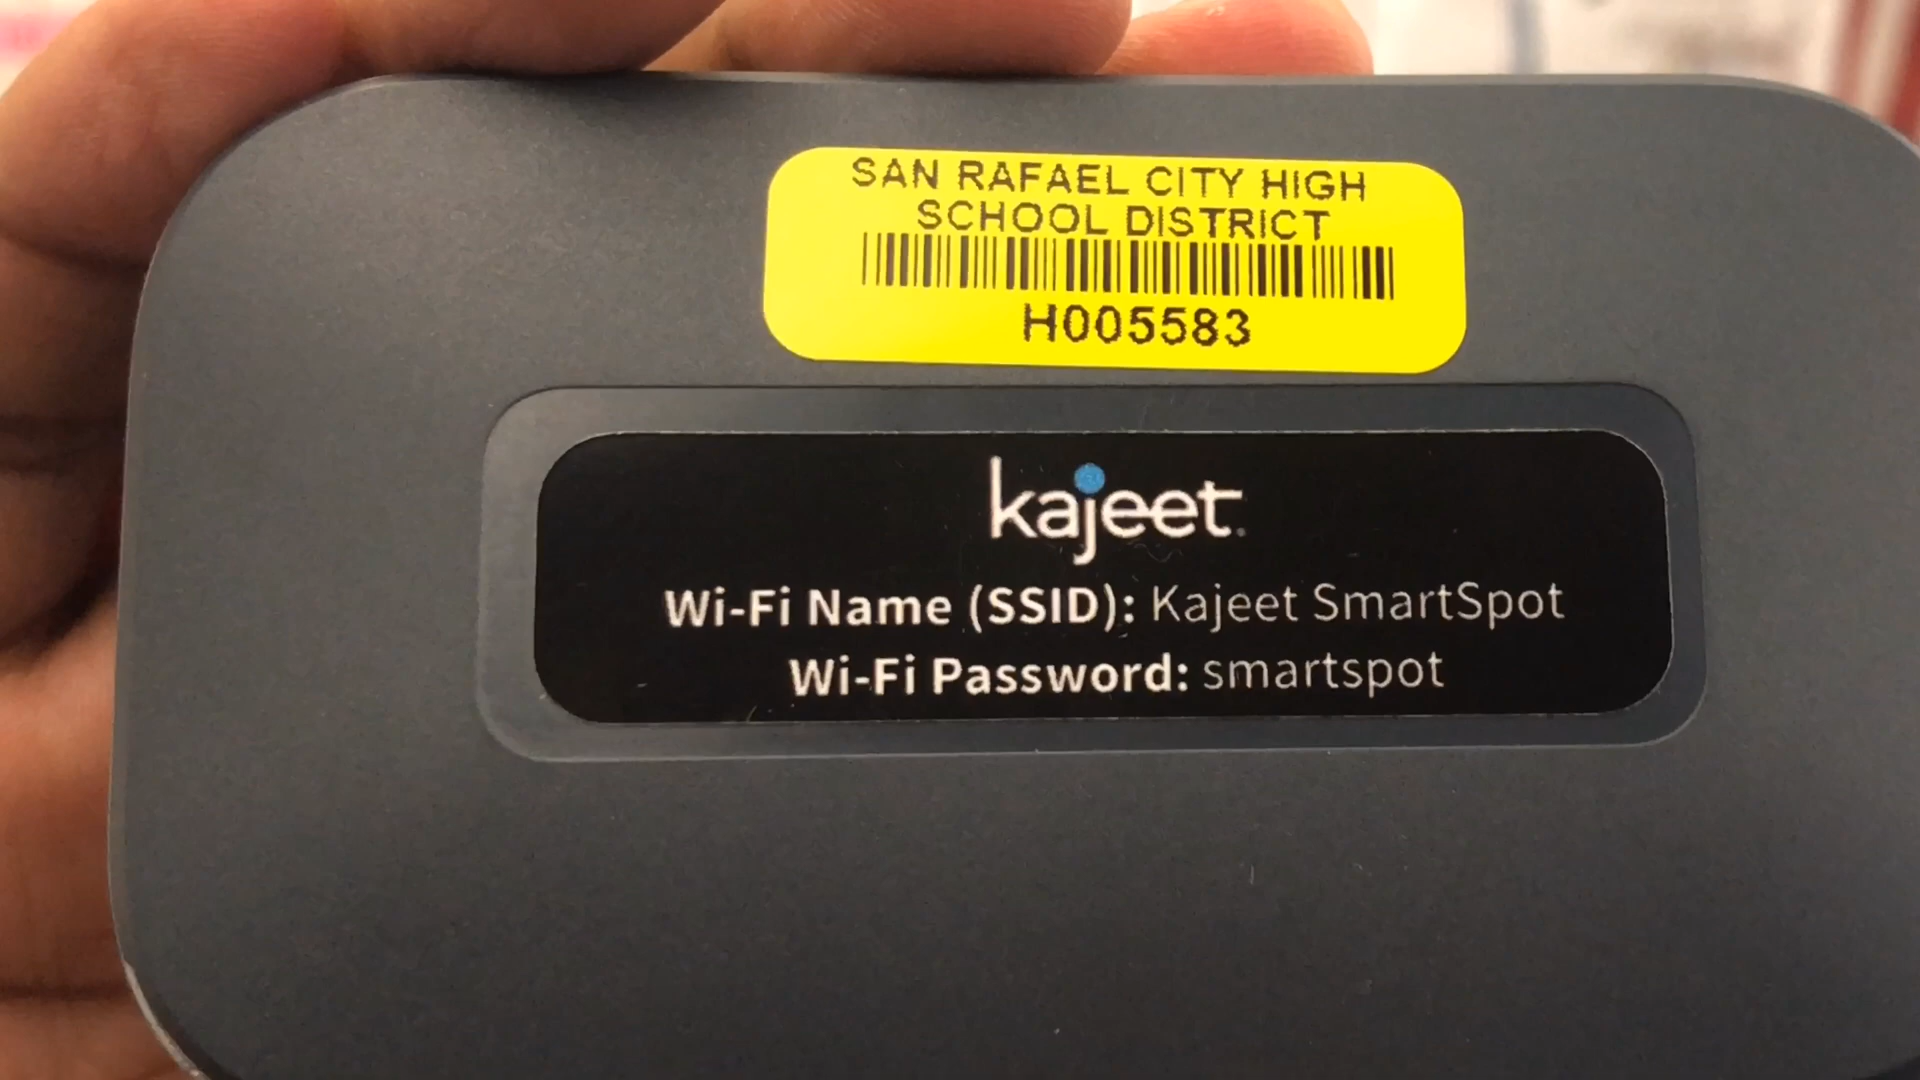 SAN RAFAEL CITY HIGH
SCHOOL DISTRICT
H005583
kajeet
Wi-Fi Name (SSID): Kajeet SmartSpot
Wi-Fi Password: smartspot